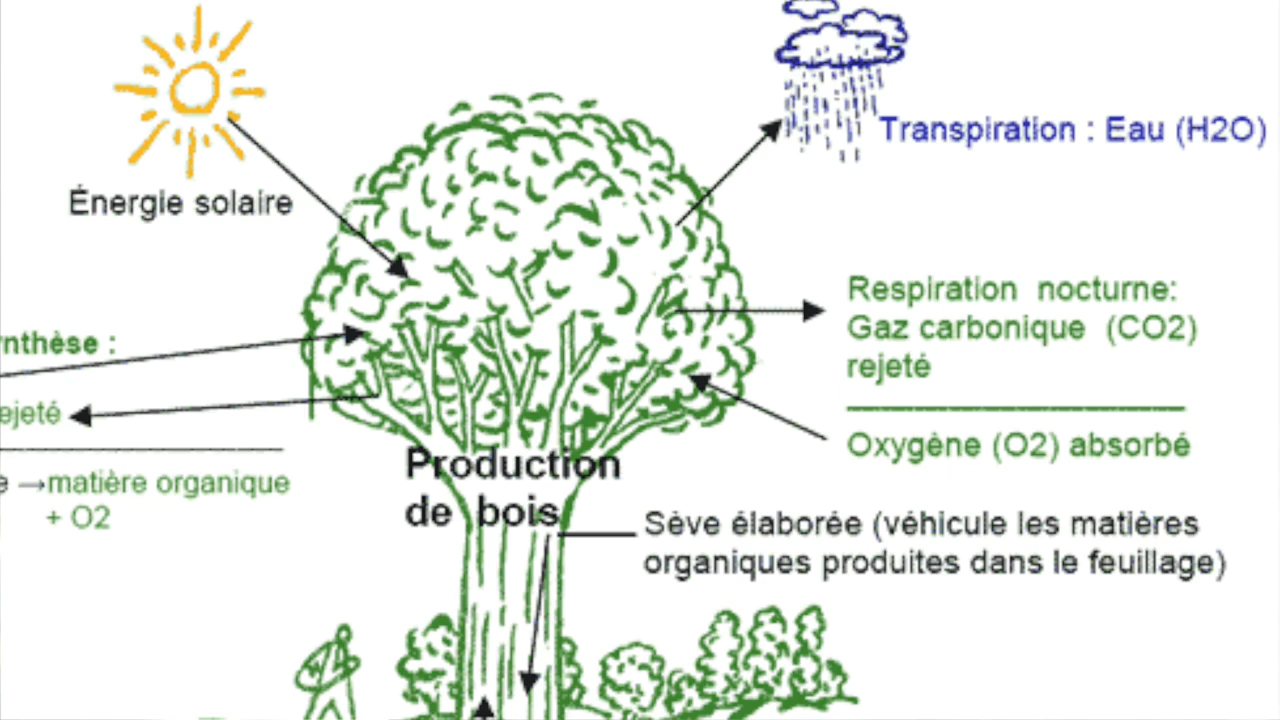 Transpiration : Eau (H2O)
Énergie solaire
Respiration nocturne:
Gaz carbonique (CO2)
rejeté
nthèse :
ejeté
Oxygène (O2) absorbé
e →matière organique
+ O2
Production
de bois
Sève élaborée (véhicule les matières
organiques produites dans le feuillage)